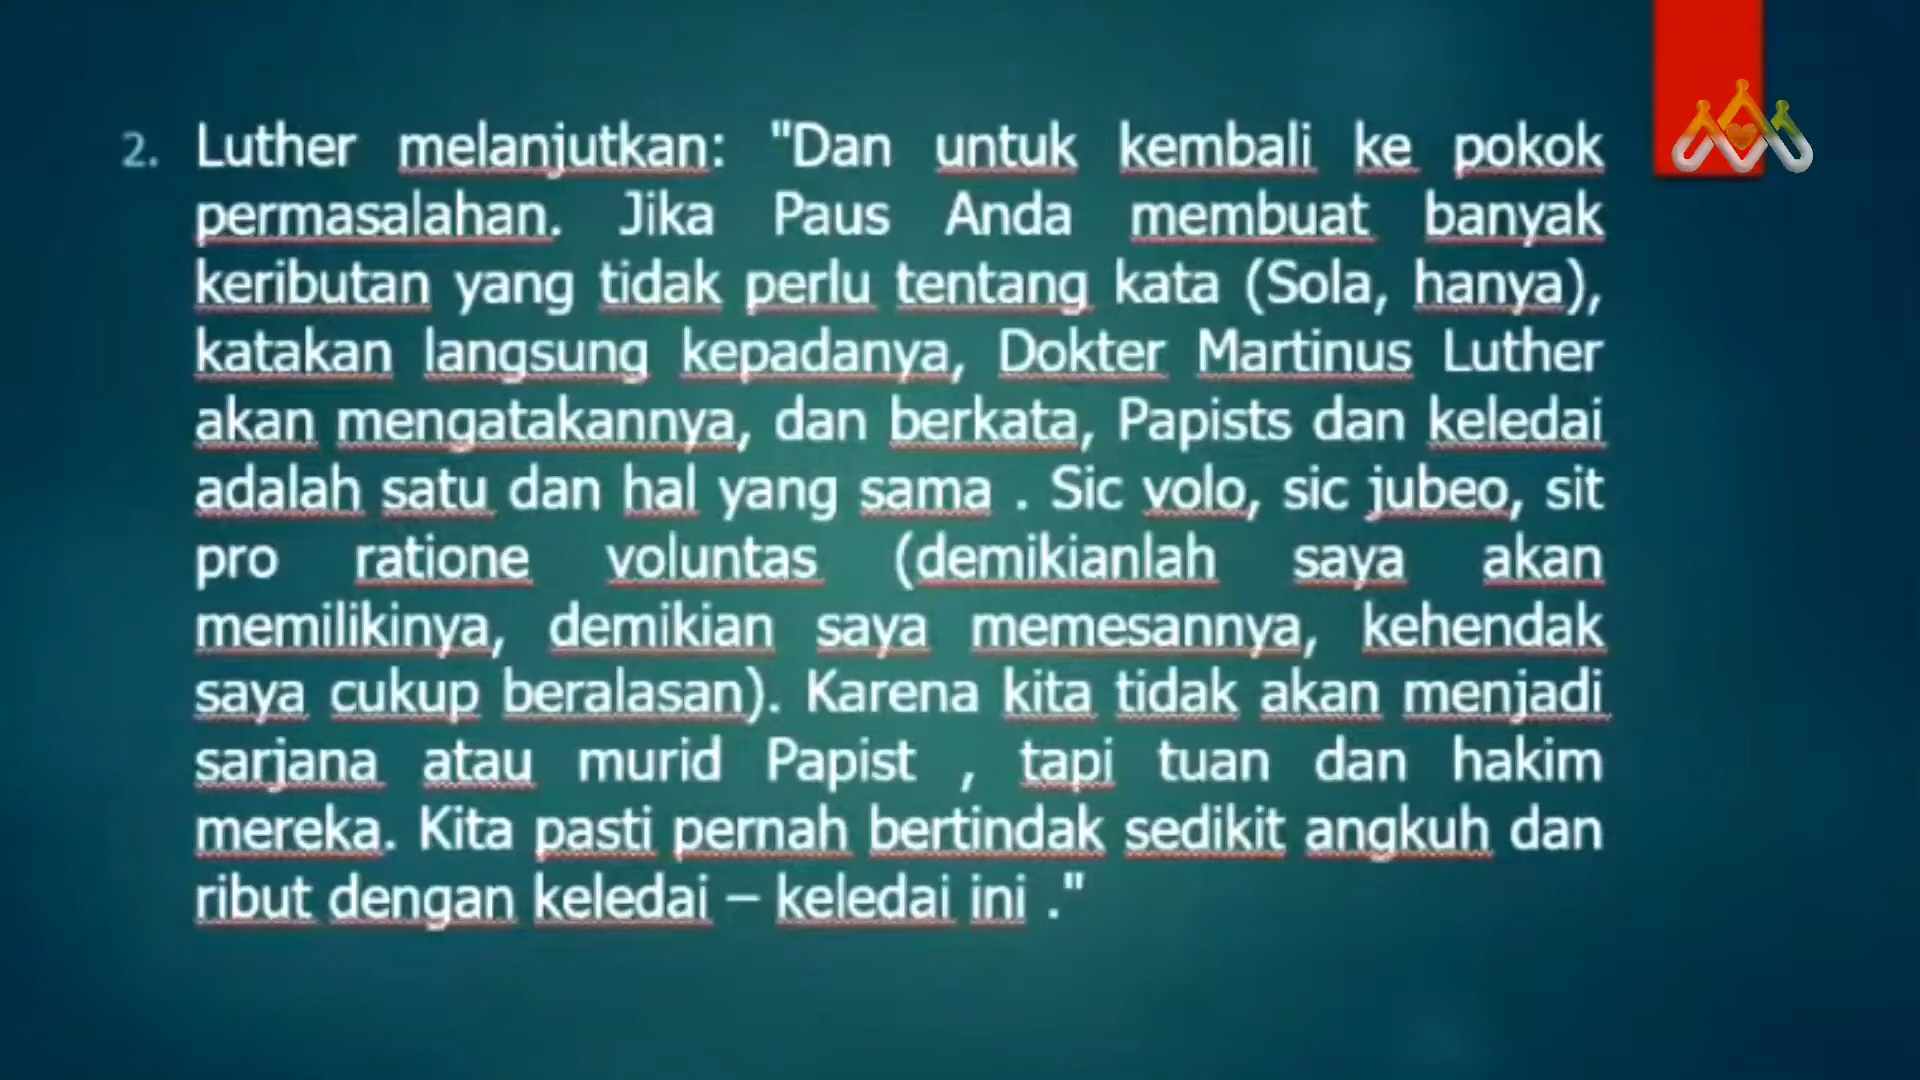 2. Luther melanjutkan: "Dan untuk kembali ke pokok
permasalahan. Jika Paus Anda membuat banyak
keributan yang tidak perlu tentang kata (Sola, hanya),
katakan langsung kepadanya, Dokter Martinus Luther
akan mengatakannya, dan berkata, Papists dan keledai
adalah satu dan hal yang sama . Sic volo, sic jubeo, sit
pro ratione voluntas (demikianlah saya akan
memilikinya, demikian saya memesannya, kehendak
saya cukup beralasan). Karena kita tidak akan menjadi
sarjana atau murid Papist , tapi tuan dan hakim
mereka. Kita pasti pernah bertindak sedikit angkuh dan
ribut dengan keledai – keledai ini ."